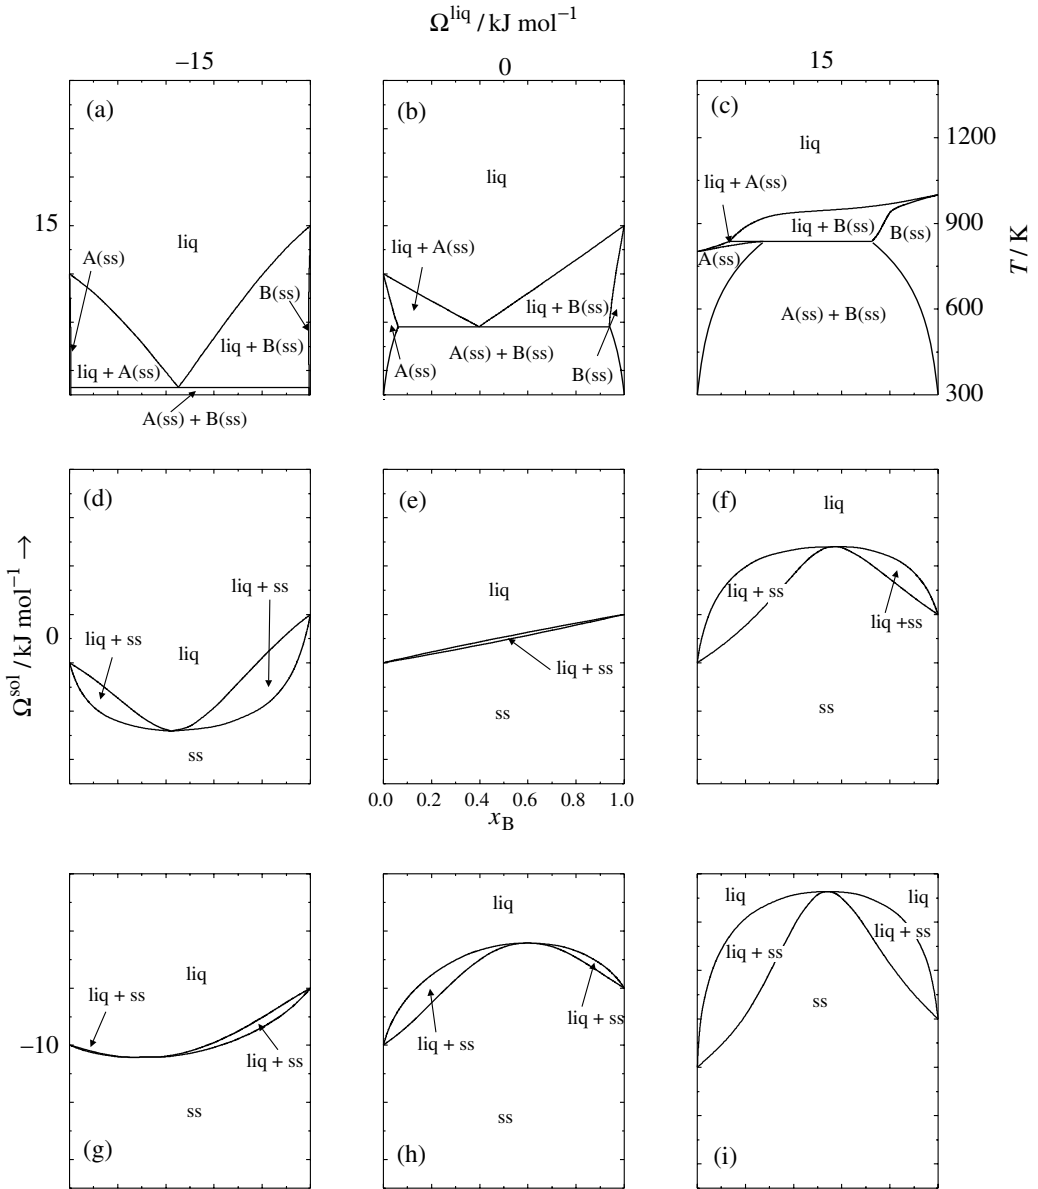 Ω^liq / kJ mol⁻¹
−15
0
15
(a)
liq
A(ss)
B(ss)
liq + A(ss)
liq + B(ss)
A(ss) + B(ss)
15
(b)
liq
liq + A(ss)
liq + B(ss)
A(ss) + B(ss)
A(ss)
B(ss)
(c)
liq
liq + A(ss)
liq + B(ss)
B(ss)
A(ss)
A(ss) + B(ss)
1200
900
600
300
T / K
Ω^sol / kJ mol⁻¹ →
0
(d)
liq + ss
liq + ss
liq
ss
(e)
liq
liq + ss
ss
0.0 0.2 0.4 0.6 0.8 1.0
x_B
(f)
liq
liq + ss
liq +ss
ss
−10
liq
liq + ss
liq + ss
ss
(g)
liq
liq + ss
liq + ss
ss
(h)
liq
liq
liq + ss
liq + ss
ss
(i)